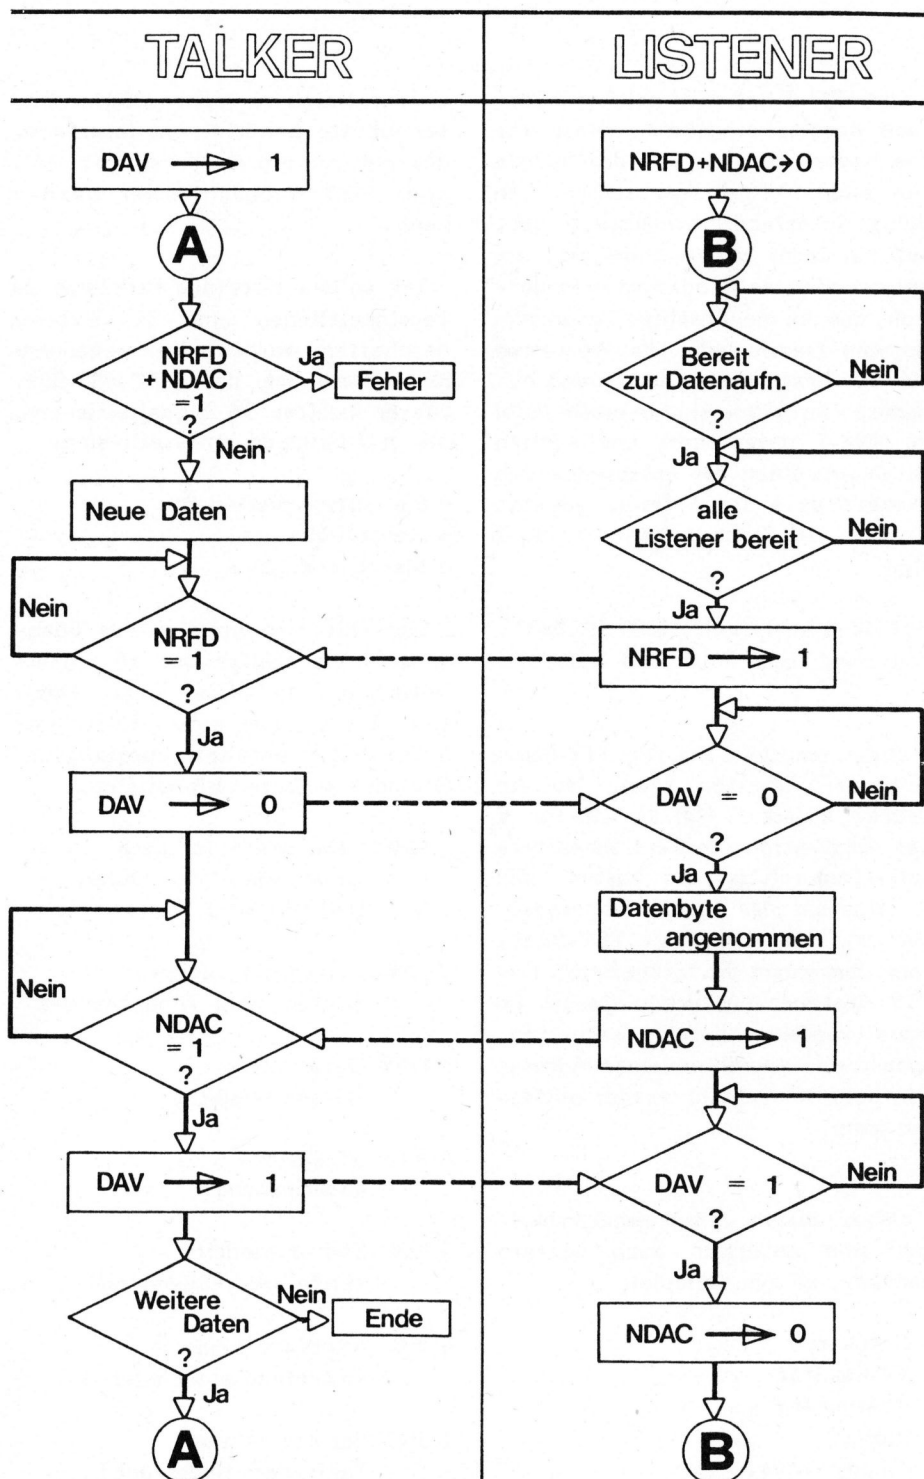 TALKER
DAV 1
A
NRFD
+ NDAC
= 1
?
Ja
Fehler
Nein
Neue Daten
Nein
NRFD
= 1
?
Ja
DAV 0
Nein
NDAC
= 1
?
Ja
DAV 1
Weitere
Daten
?
Nein
Ende
Ja
A
LISTENER
NRFD+NDAC→0
B
Bereit
zur Datenaufn.
?
Nein
Ja
alle
Listener bereit
?
Nein
Ja
NRFD 1
DAV = 0
?
Nein
Ja
Datenbyte
angenommen
NDAC 1
DAV = 1
?
Nein
Ja
NDAC 0
B